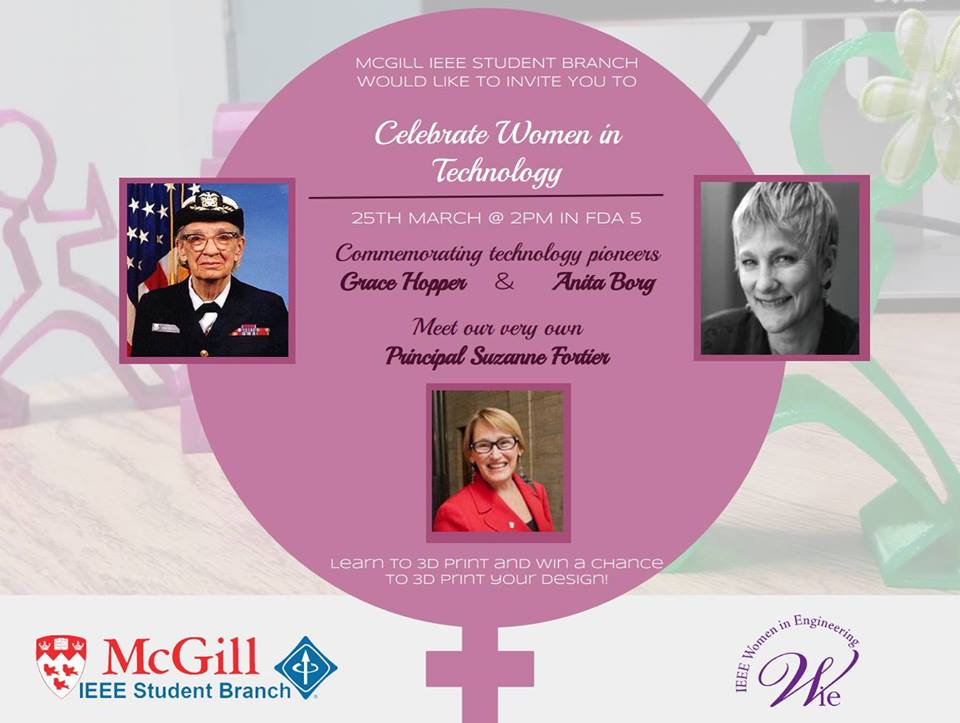 MCGILL IEEE STUDENT BRANCH
WOULD LIKE TO INVITE YOU TO
Celebrate Women in
Technology
25TH MARCH @ 2PM IN FDA 5
Commemorating technology pioneers
Grace Hopper & Anita Borg
Meet our very own
Principal Suzanne Fortier
Learn to 3D print and win a chance
to 3D print your design!
McGill
IEEE Student Branch
IEEE Women in Engineering
Wie